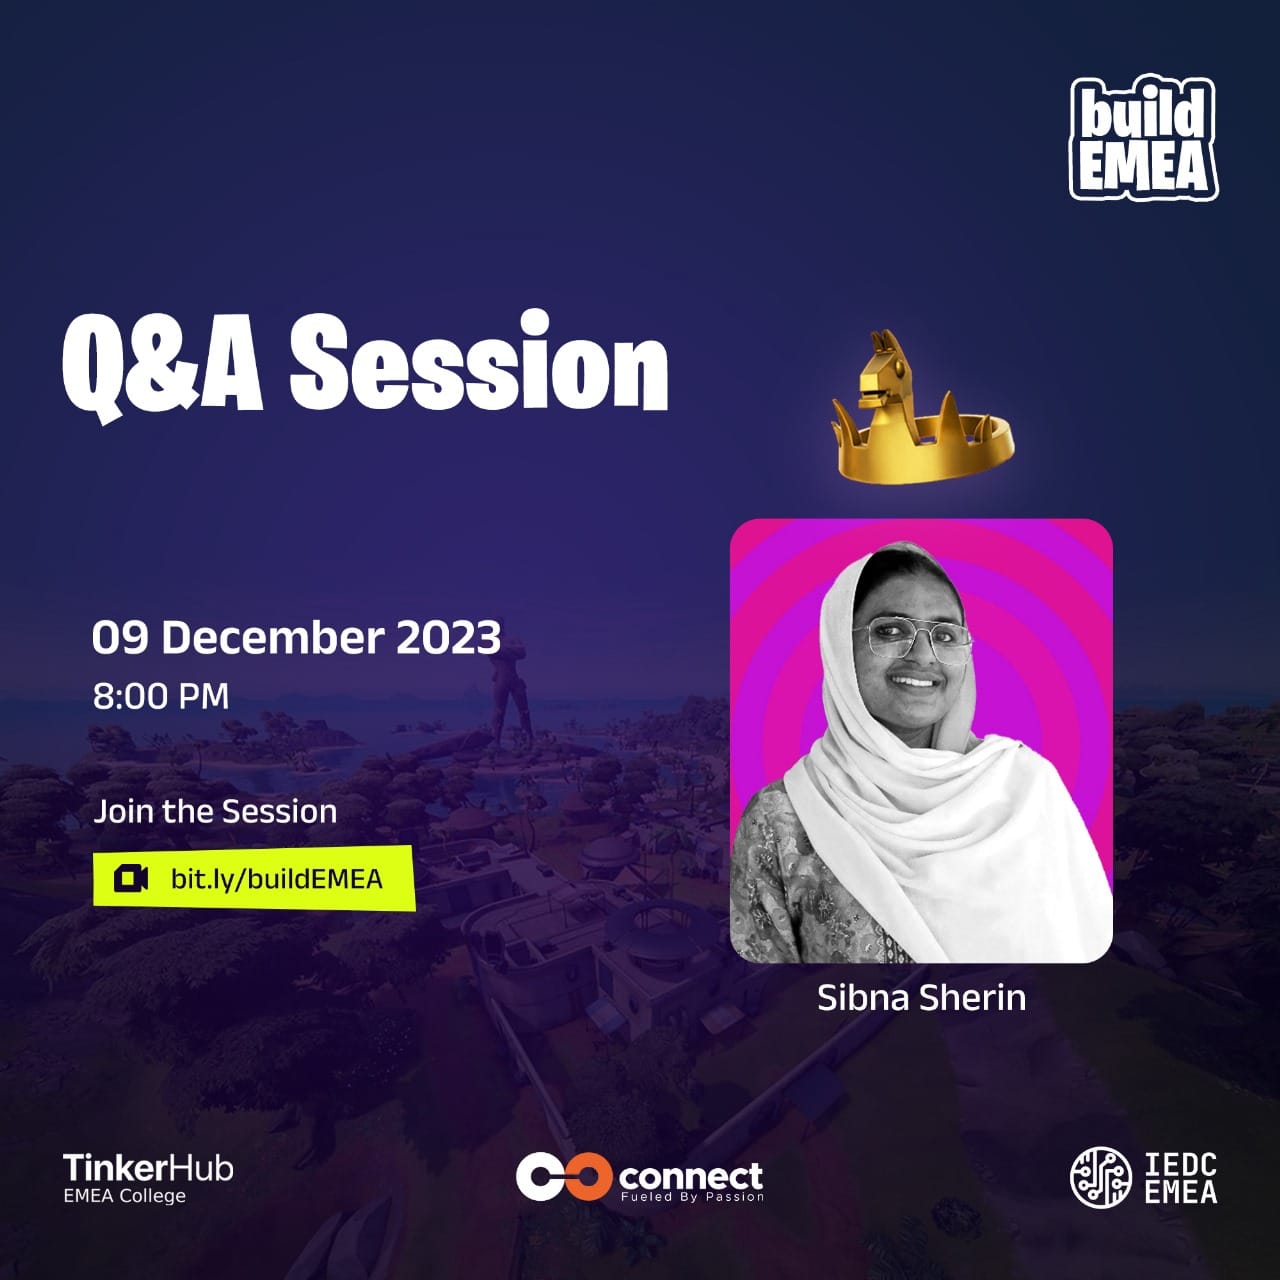 build
EMEA
Q&A Session
09 December 2023
8:00 PM
Join the Session
bit.ly/buildEMEA
Sibna Sherin
TinkerHub
EMEA College
connect
Fueled By Passion
IEDC
EMEA